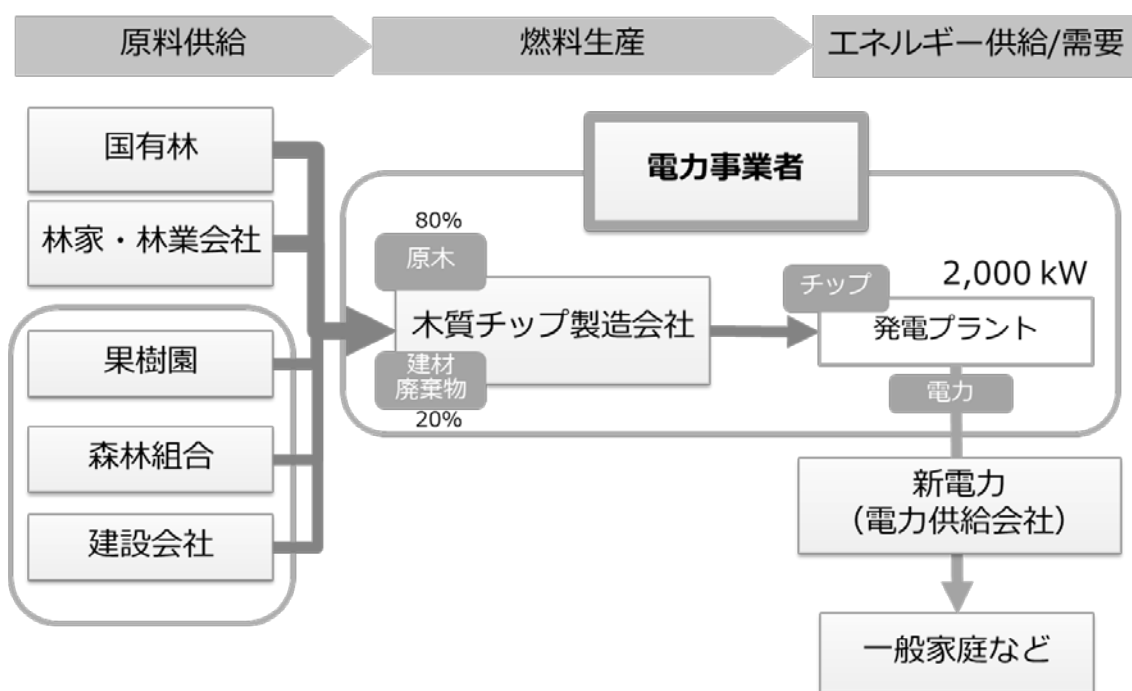 原料供給
燃料生産
エネルギー供給/需要
国有林
林家・林業会社
果樹園
森林組合
建設会社
電力事業者
80%
原木
木質チップ製造会社
建材
廃棄物
20%
チップ
2,000 kW
発電プラント
電力
新電力
（電力供給会社）
一般家庭など